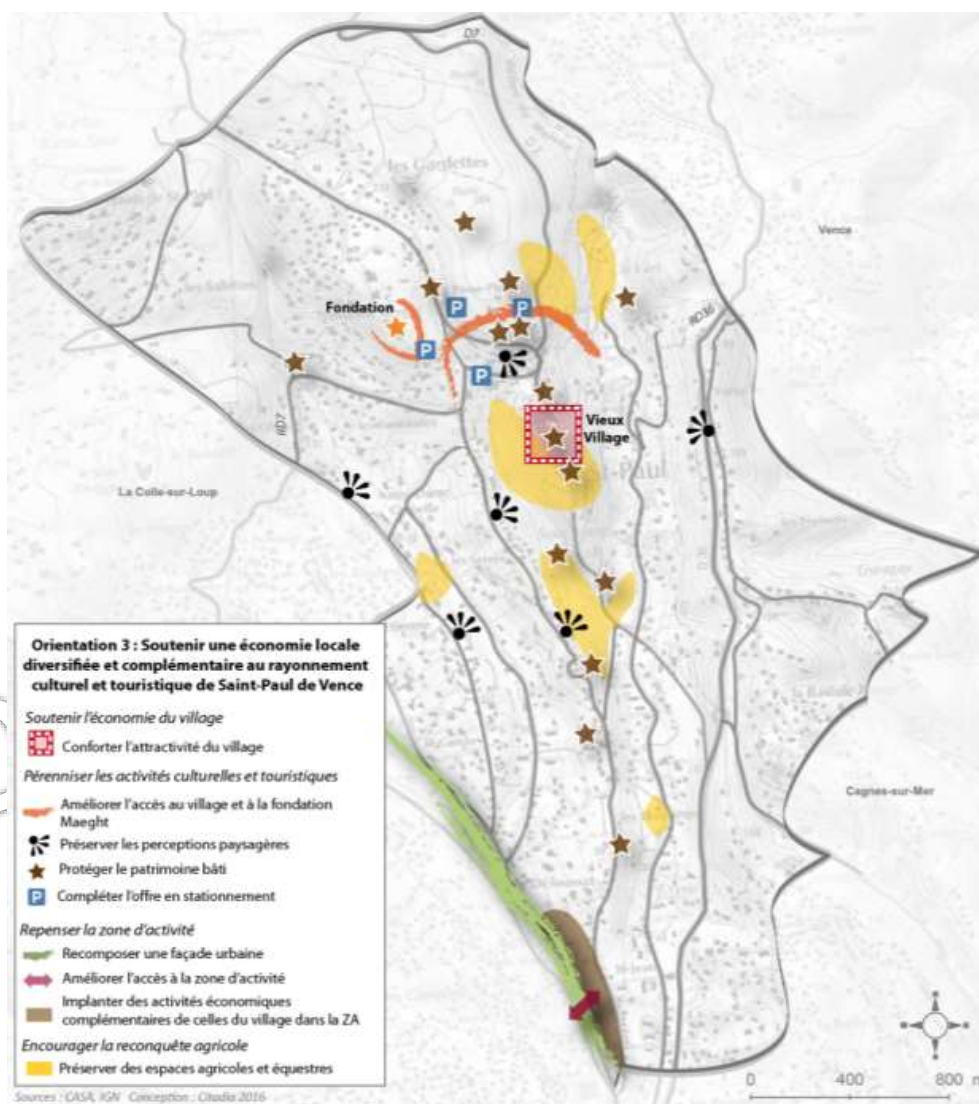 D7
les Gaglettes
Vence
RD36
Fondation
P
P
P
P
Vieux
Village
RD7
La Colle-sur-Loup
Cagnes-sur-Mer
Orientation 3 : Soutenir une économie locale
diversifiée et complémentaire au rayonnement
culturel et touristique de Saint-Paul de Vence
Soutenir l'économie du village
Conforter l'attractivité du village
Pérenniser les activités culturelles et touristiques
Améliorer l'accès au village et à la fondation
Maeght
Préserver les perceptions paysagères
Protéger le patrimoine bâti
P Compléter l'offre en stationnement
Repenser la zone d'activité
Recomposer une façade urbaine
Améliorer l'accès à la zone d'activité
Implanter des activités économiques
complémentaires de celles du village dans la ZA
Encourager la reconquête agricole
Préserver des espaces agricoles et équestres
Sources : CASA, IGN Conception : Citadia 2016
0 400 800 m